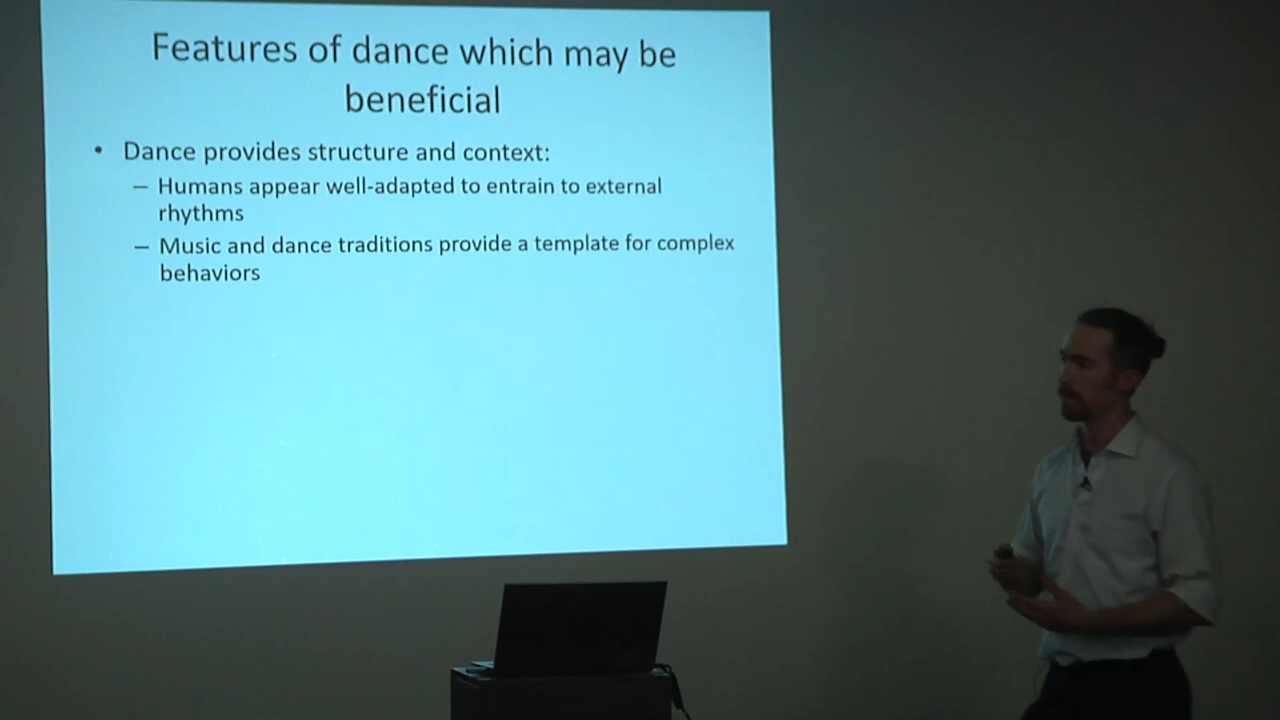 Features of dance which may be
beneficial
• Dance provides structure and context:
– Humans appear well-adapted to entrain to external
rhythms
– Music and dance traditions provide a template for complex
behaviors